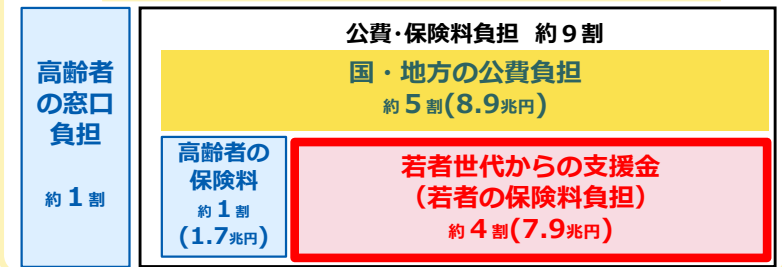 高齢者
の窓口
負担
約1割
公費・保険料負担 約9割
国・地方の公費負担
約5割(8.9兆円)
高齢者の
保険料
約1割
(1.7兆円)
若者世代からの支援金
(若者の保険料負担)
約4割(7.9兆円)